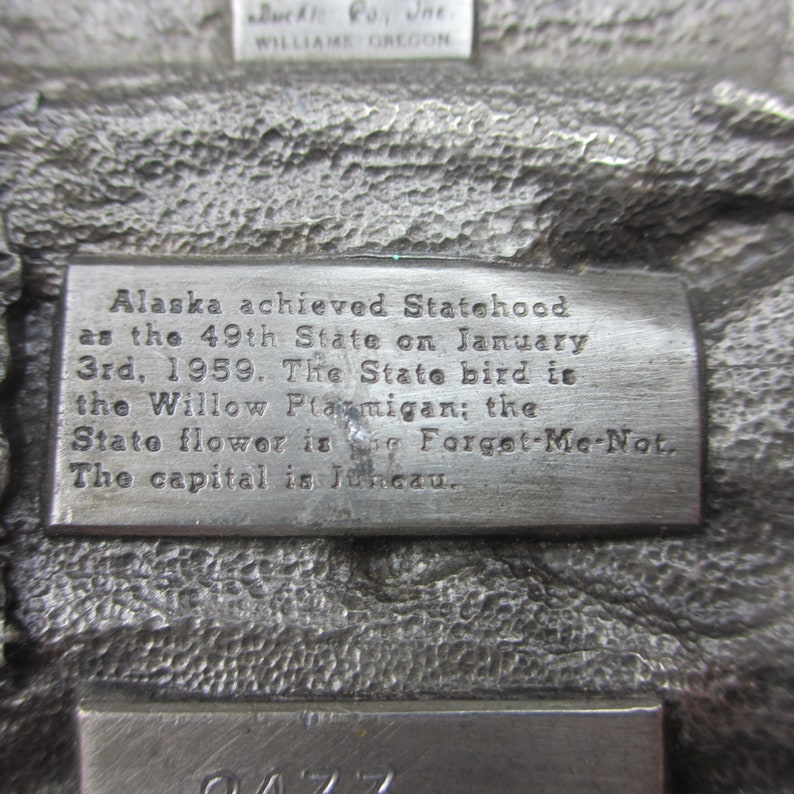 Buckle Co., Inc.
WILLIAMS OREGON
Alaska achieved Statehood
as the 49th State on January
3rd, 1959. The State bird is
the Willow Ptarmigan; the
State flower is the Forget-Me-Not.
The capital is Juneau.